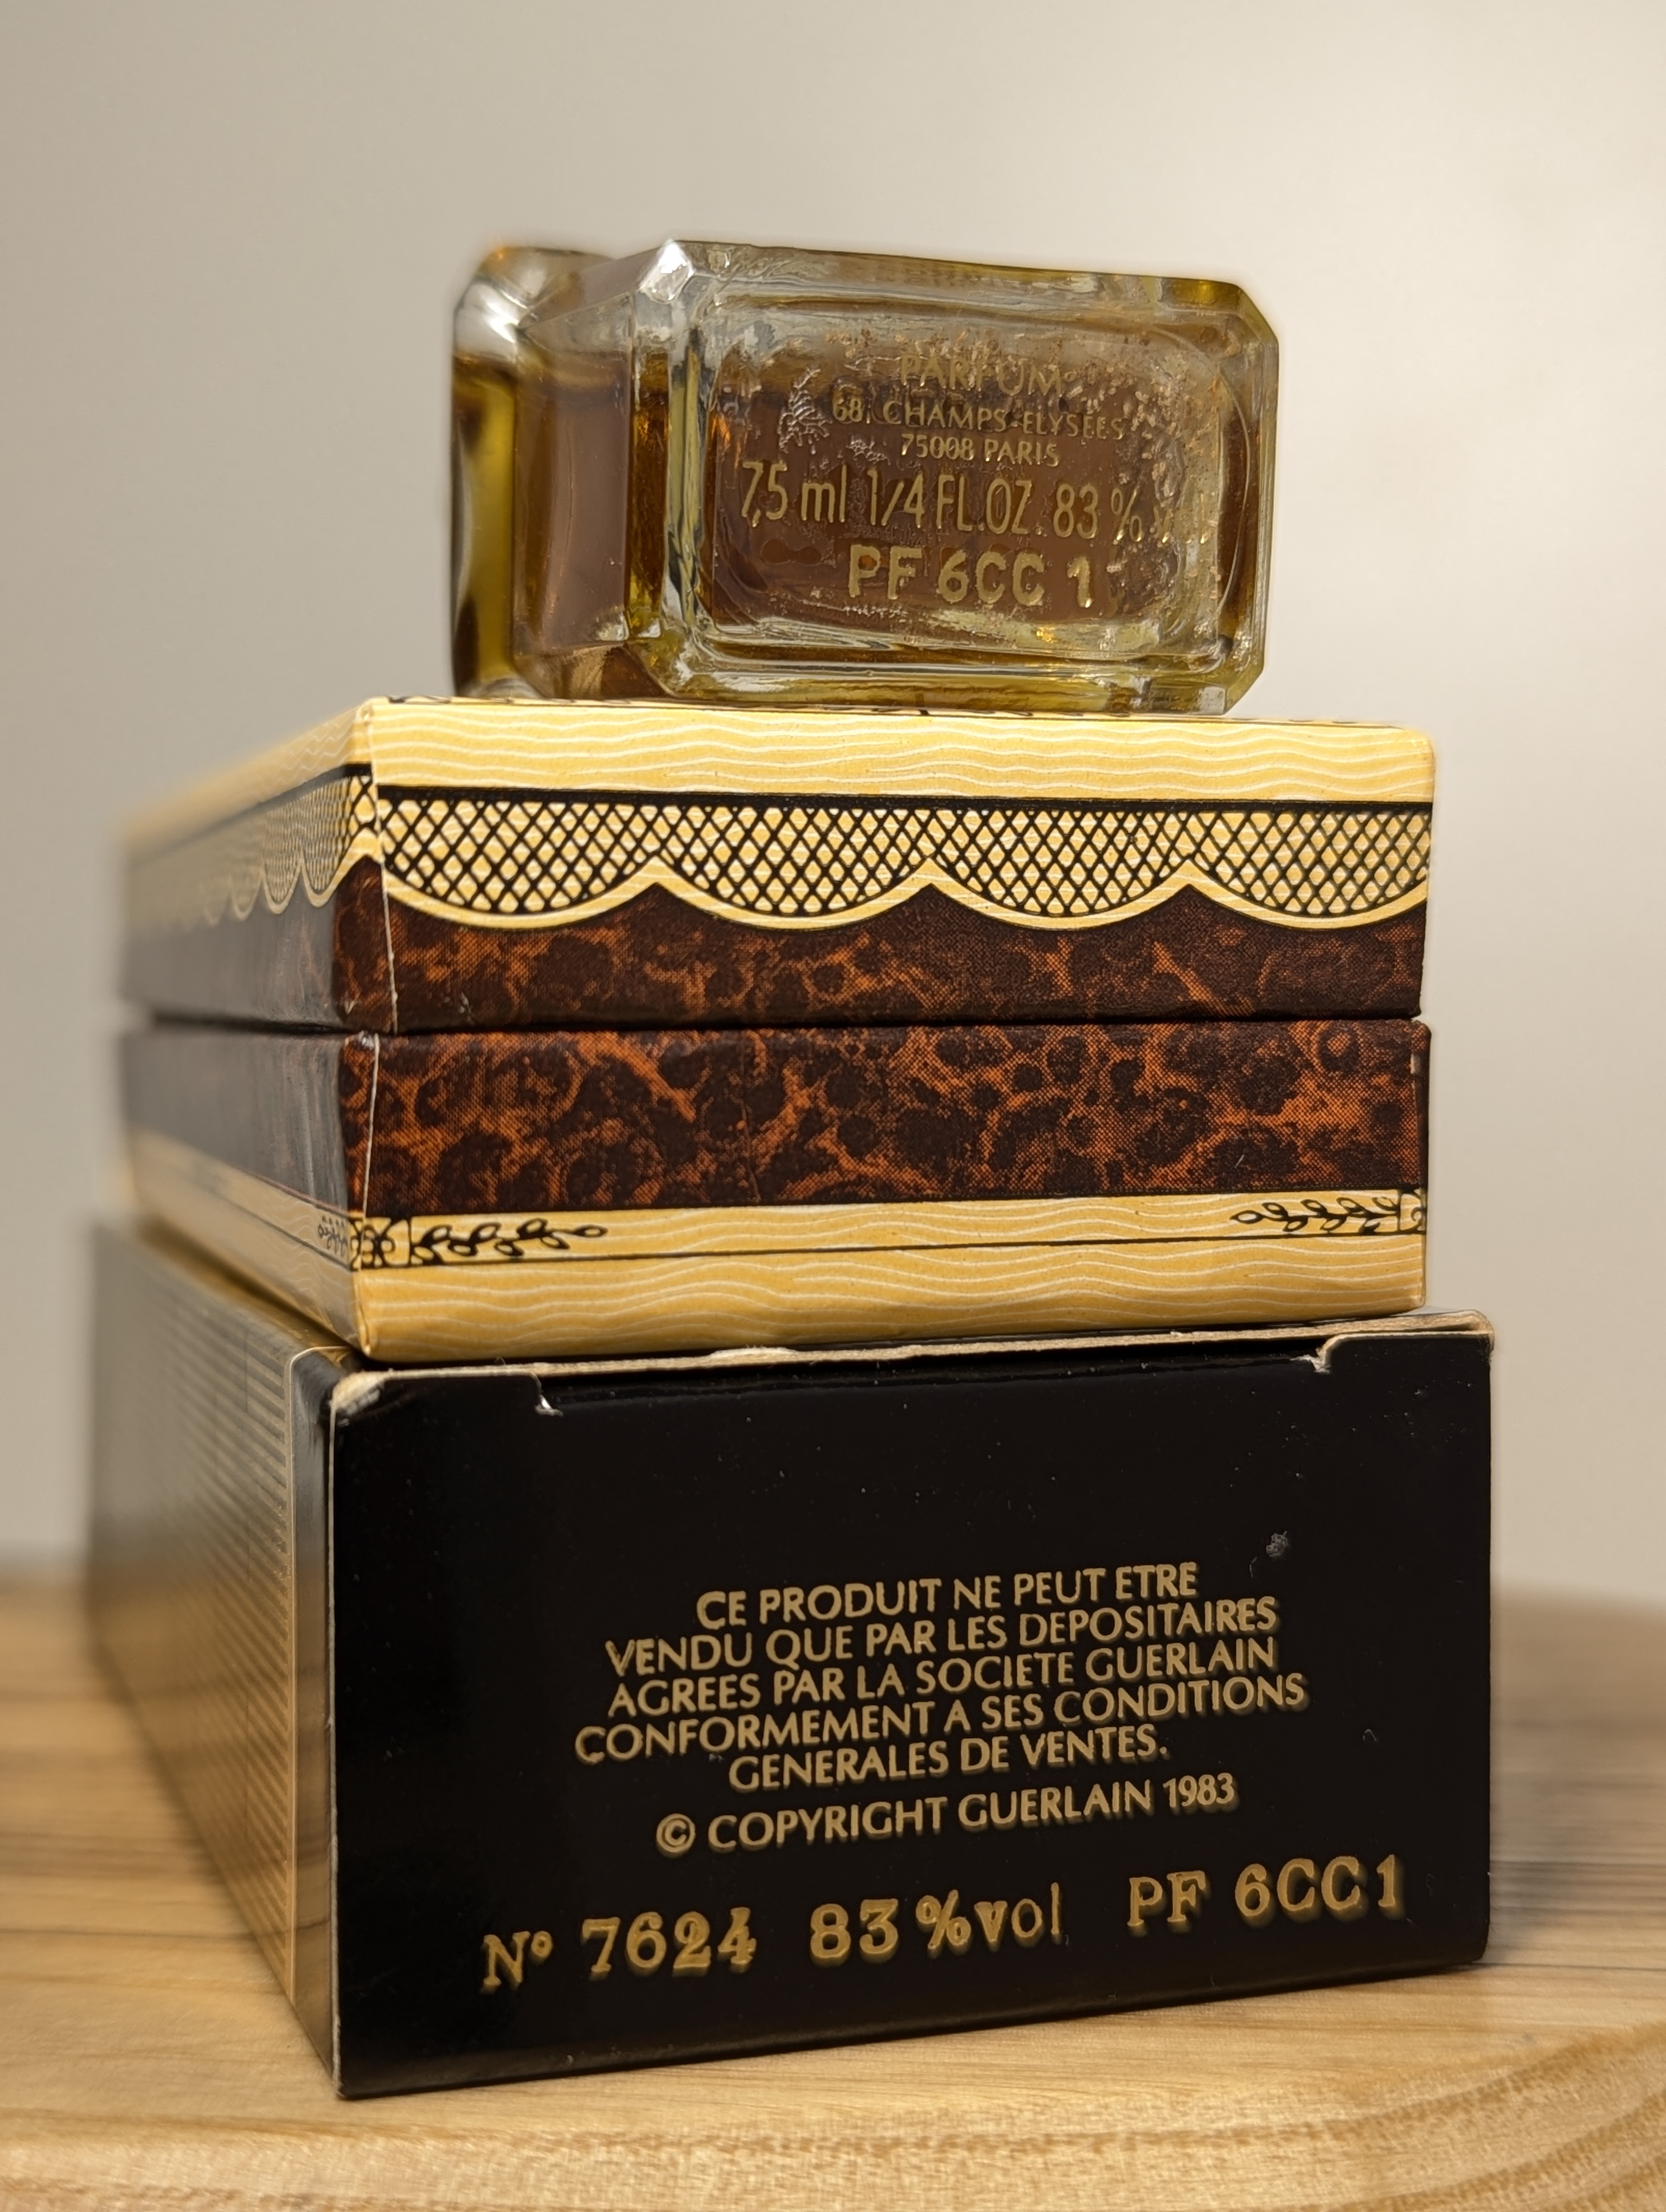 PARFUM
68, CHAMPS-ELYSEES
75008 PARIS
7,5 ml 1/4 FL.OZ. 83 %
PF 6CC 1
CE PRODUIT NE PEUT ETRE
VENDU QUE PAR LES DEPOSITAIRES
AGREES PAR LA SOCIETE GUERLAIN
CONFORMEMENT A SES CONDITIONS
GENERALES DE VENTES.
© COPYRIGHT GUERLAIN 1983
Nº 7624 83 %vol PF 6CC1